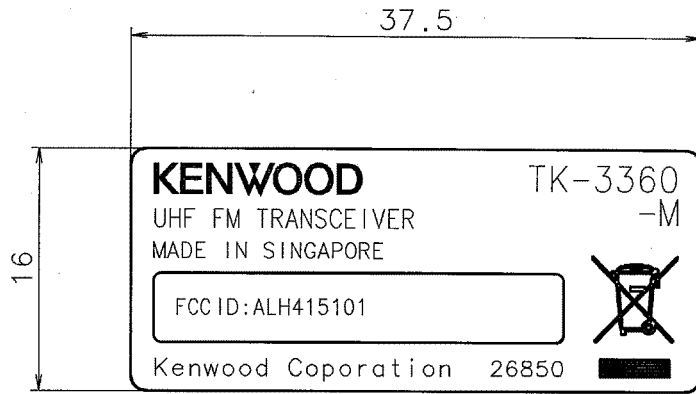 37.5
16
KENWOOD TK-3360
-M
UHF FM TRANSCEIVER
MADE IN SINGAPORE
FCC ID:ALH415101
Kenwood Coporation 26850